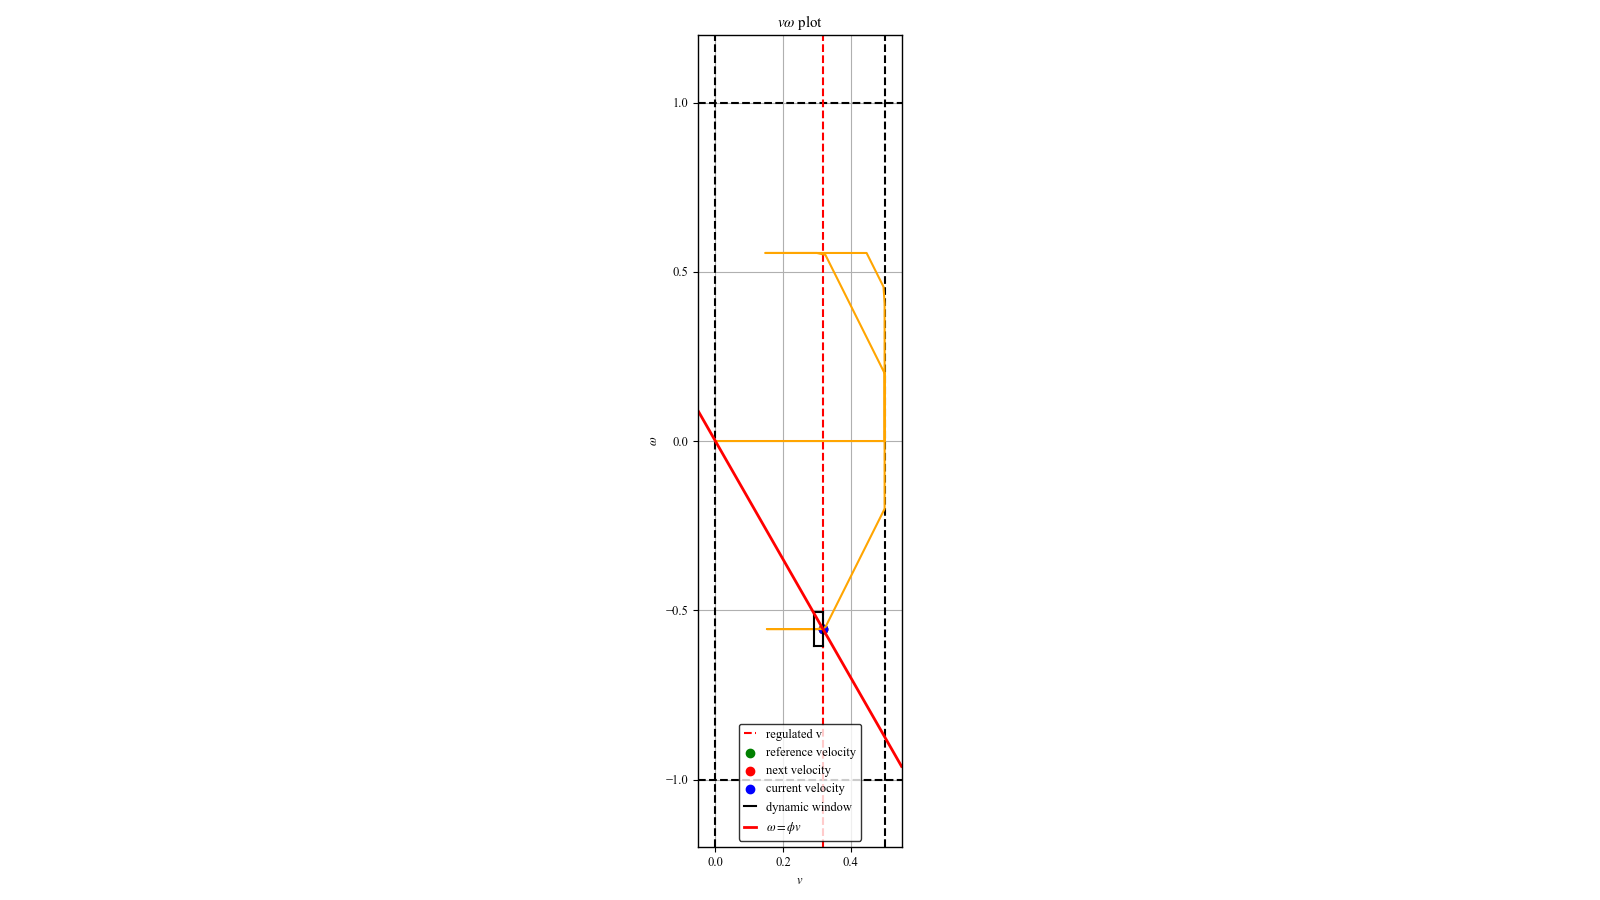 vω plot
1.0
0.5
0.0
−0.5
−1.0
ω
regulated v
reference velocity
next velocity
current velocity
dynamic window
ω = ϕv
0.0 0.2 0.4
v